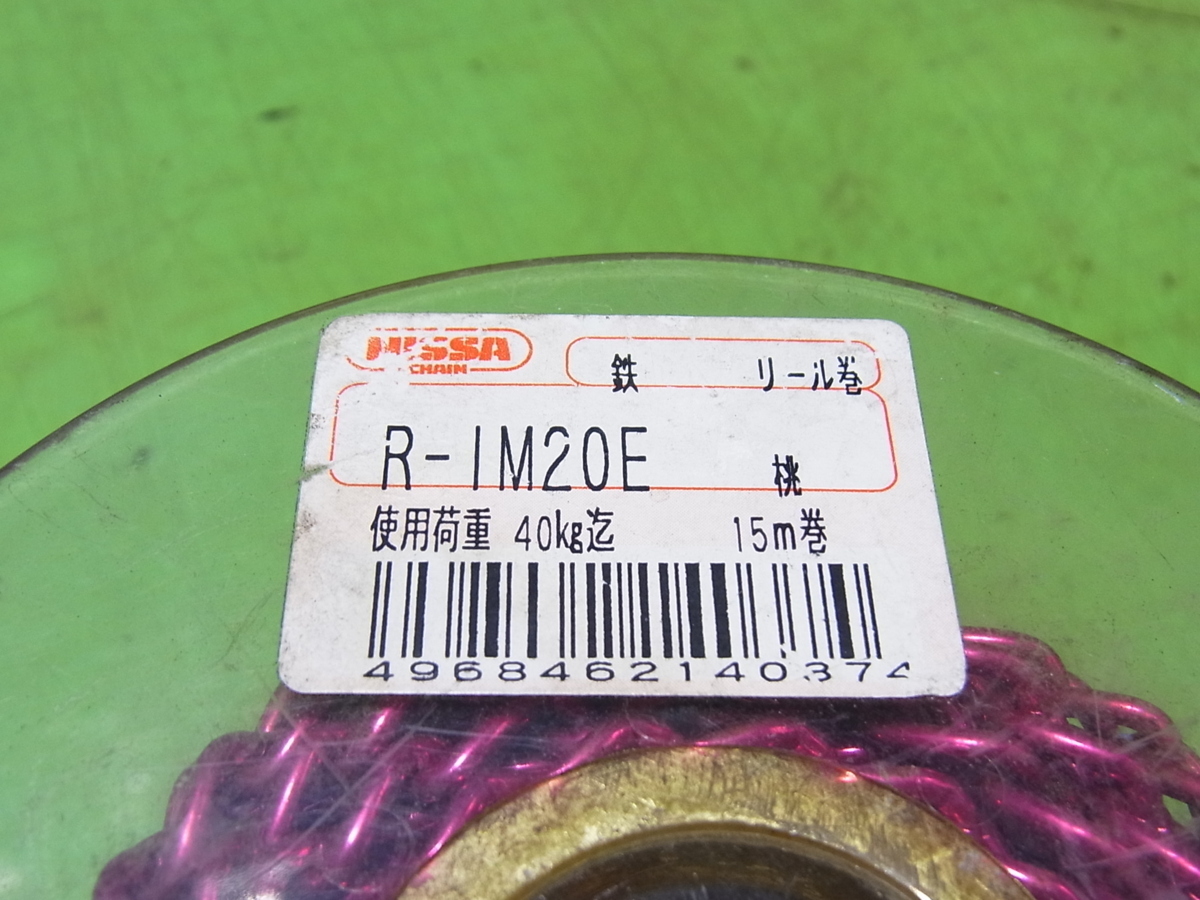 NISSA
CHAIN
鉄 リール巻
R-IM20E 桃
使用荷重 40kg迄 15m巻
4968462140374